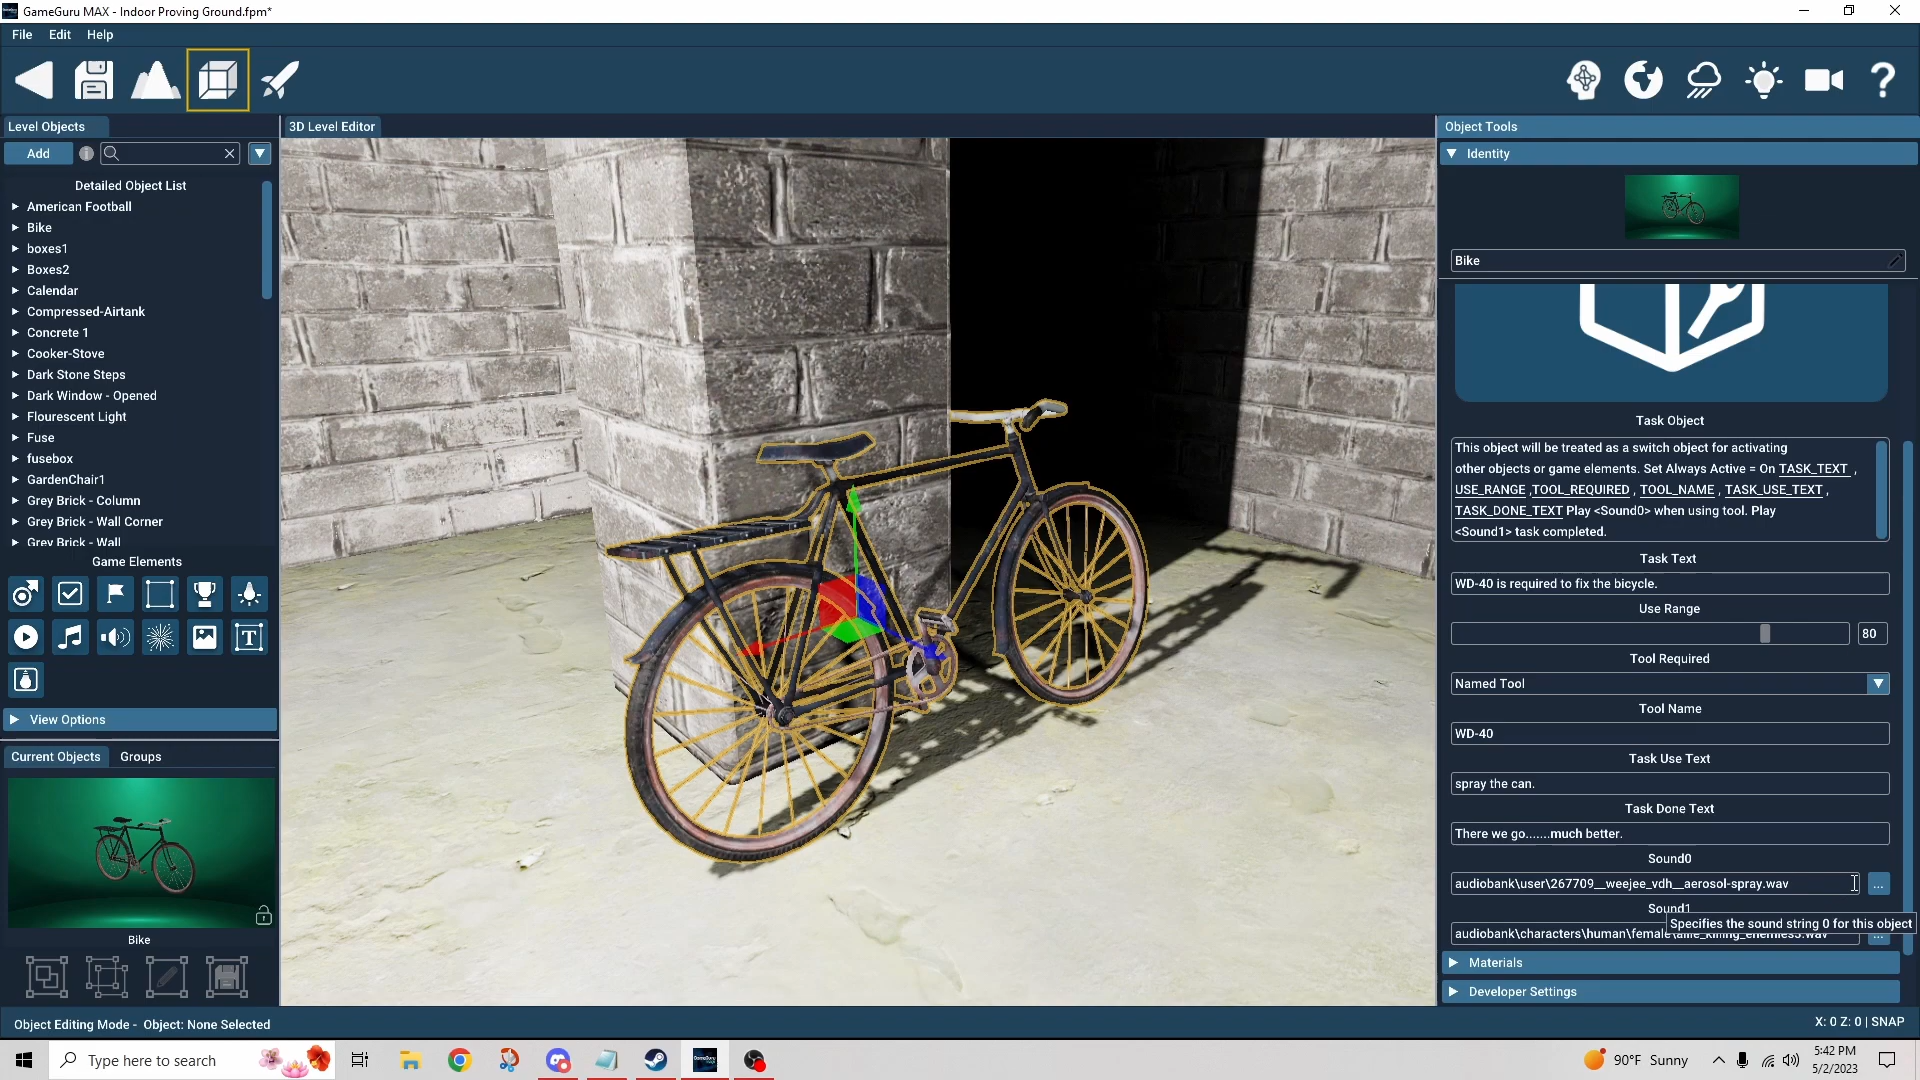 GameGuru MAX - Indoor Proving Ground.fpm*
File Edit Help
Level Objects
3D Level Editor
Object Tools
Add
Identity
Detailed Object List
American Football
Bike
boxes1
Boxes2
Calendar
Compressed-Airtank
Concrete 1
Cooker-Stove
Dark Stone Steps
Dark Window - Opened
Flourescent Light
Fuse
fusebox
GardenChair1
Grey Brick - Column
Grey Brick - Wall Corner
Grey Brick - Wall
Game Elements
View Options
Current Objects Groups
Bike
Bike
Task Object
This object will be treated as a switch object for activating
other objects or game elements. Set Always Active = On TASK_TEXT ,
USE_RANGE ,TOOL_REQUIRED , TOOL_NAME , TASK_USE_TEXT ,
TASK_DONE_TEXT Play <Sound0> when using tool. Play
<Sound1> task completed.
Task Text
WD-40 is required to fix the bicycle.
Use Range
80
Tool Required
Named Tool
Tool Name
WD-40
Task Use Text
spray the can.
Task Done Text
There we go.......much better.
Sound0
audiobank\user\267709__weejee_vdh__aerosol-spray.wav
...
Sound1
Specifies the sound string 0 for this object
audiobank\characters\human\female\
Materials
Developer Settings
Object Editing Mode - Object: None Selected
X: 0 Z: 0 | SNAP
Type here to search
90°F Sunny
5:42 PM
5/2/2023